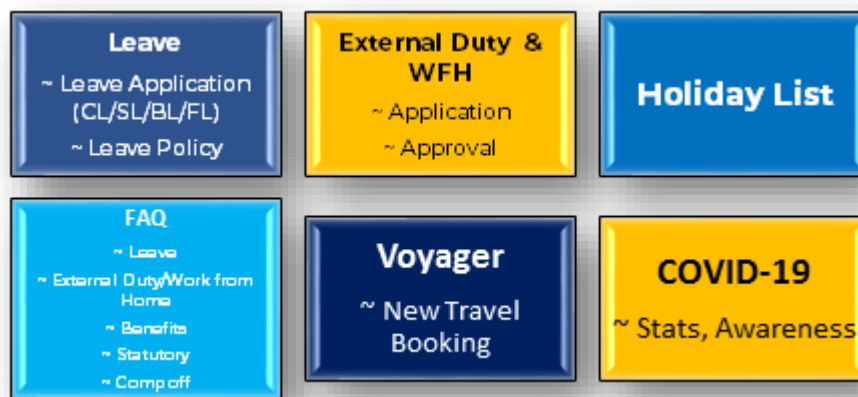 Leave
~ Leave Application
(CL/SL/BL/FL)
~ Leave Policy
External Duty &
WFH
~ Application
~ Approval
Holiday List
FAQ
~ Leave
~ External Duty/Work from
Home
~ Benefits
~ Statutory
~ Comp off
Voyager
~ New Travel
Booking
COVID-19
~ Stats, Awareness